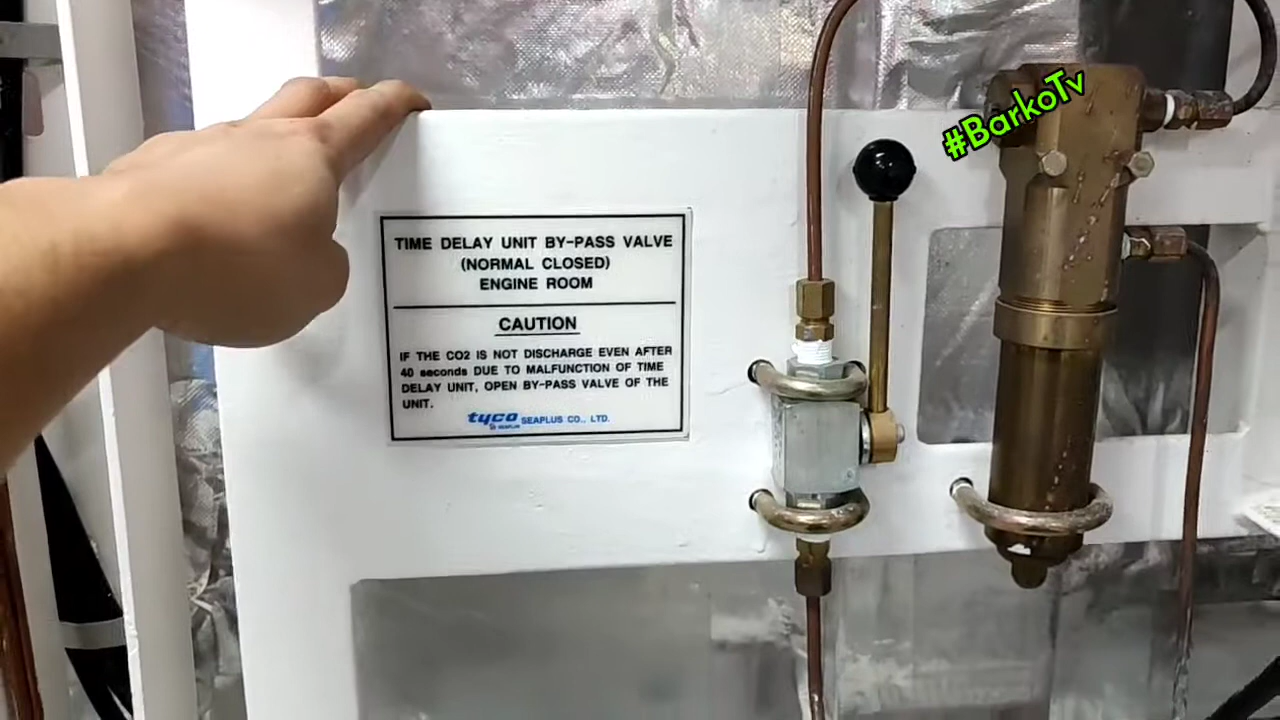 #BarkoTv
TIME DELAY UNIT BY-PASS VALVE
(NORMAL CLOSED)
ENGINE ROOM
CAUTION
IF THE CO2 IS NOT DISCHARGE EVEN AFTER
40 seconds DUE TO MALFUNCTION OF TIME
DELAY UNIT, OPEN BY-PASS VALVE OF THE
UNIT.
tyco SEAPLUS CO., LTD.